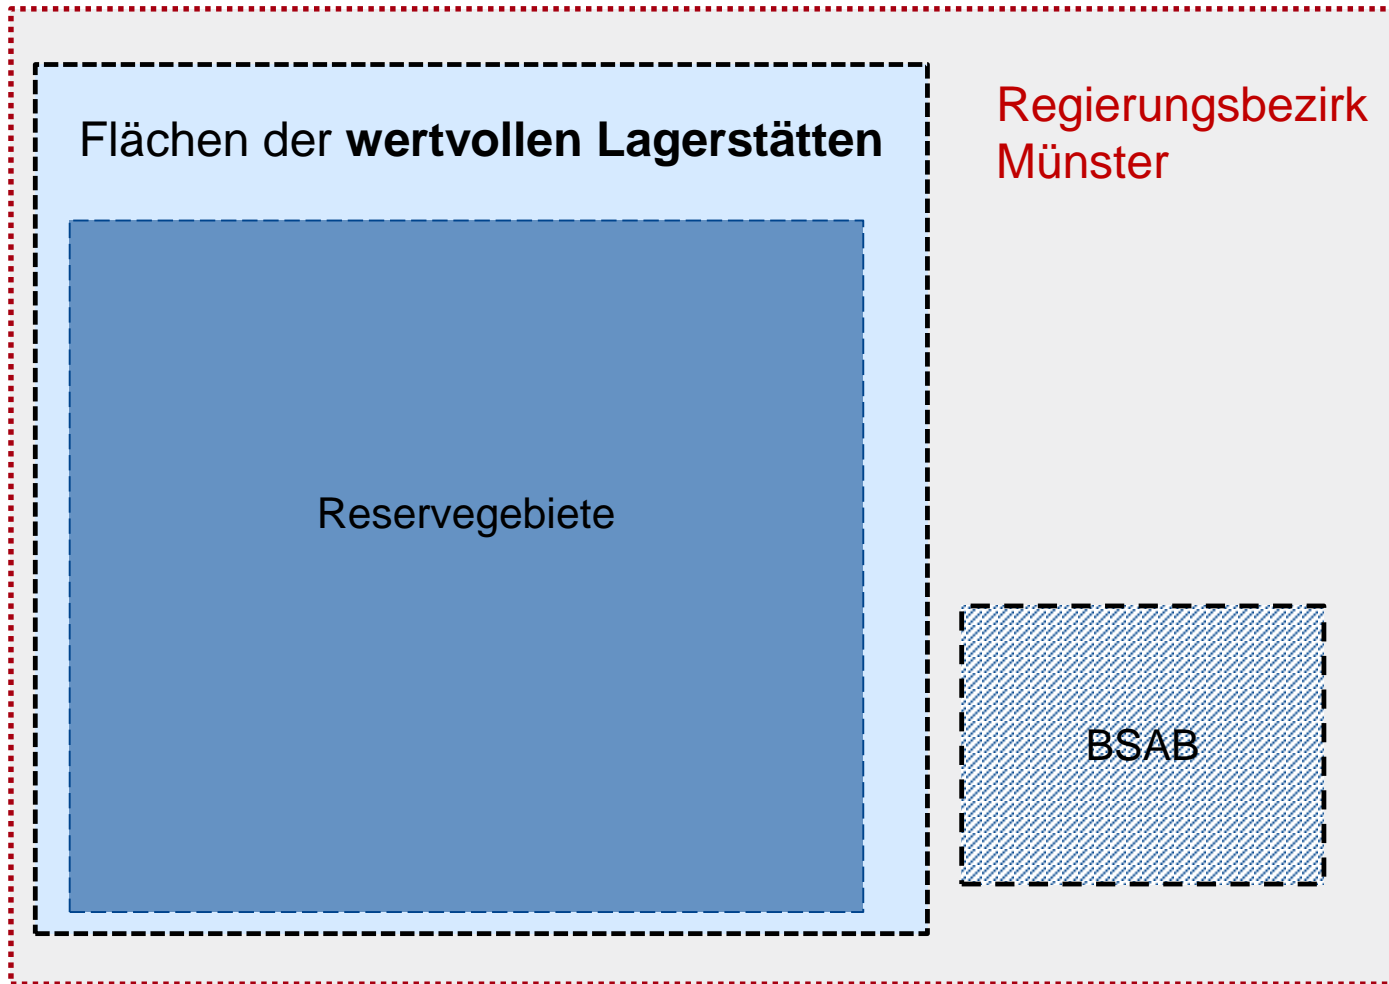 Flächen der wertvollen Lagerstätten
Regierungsbezirk
Münster
Reservegebiete
BSAB